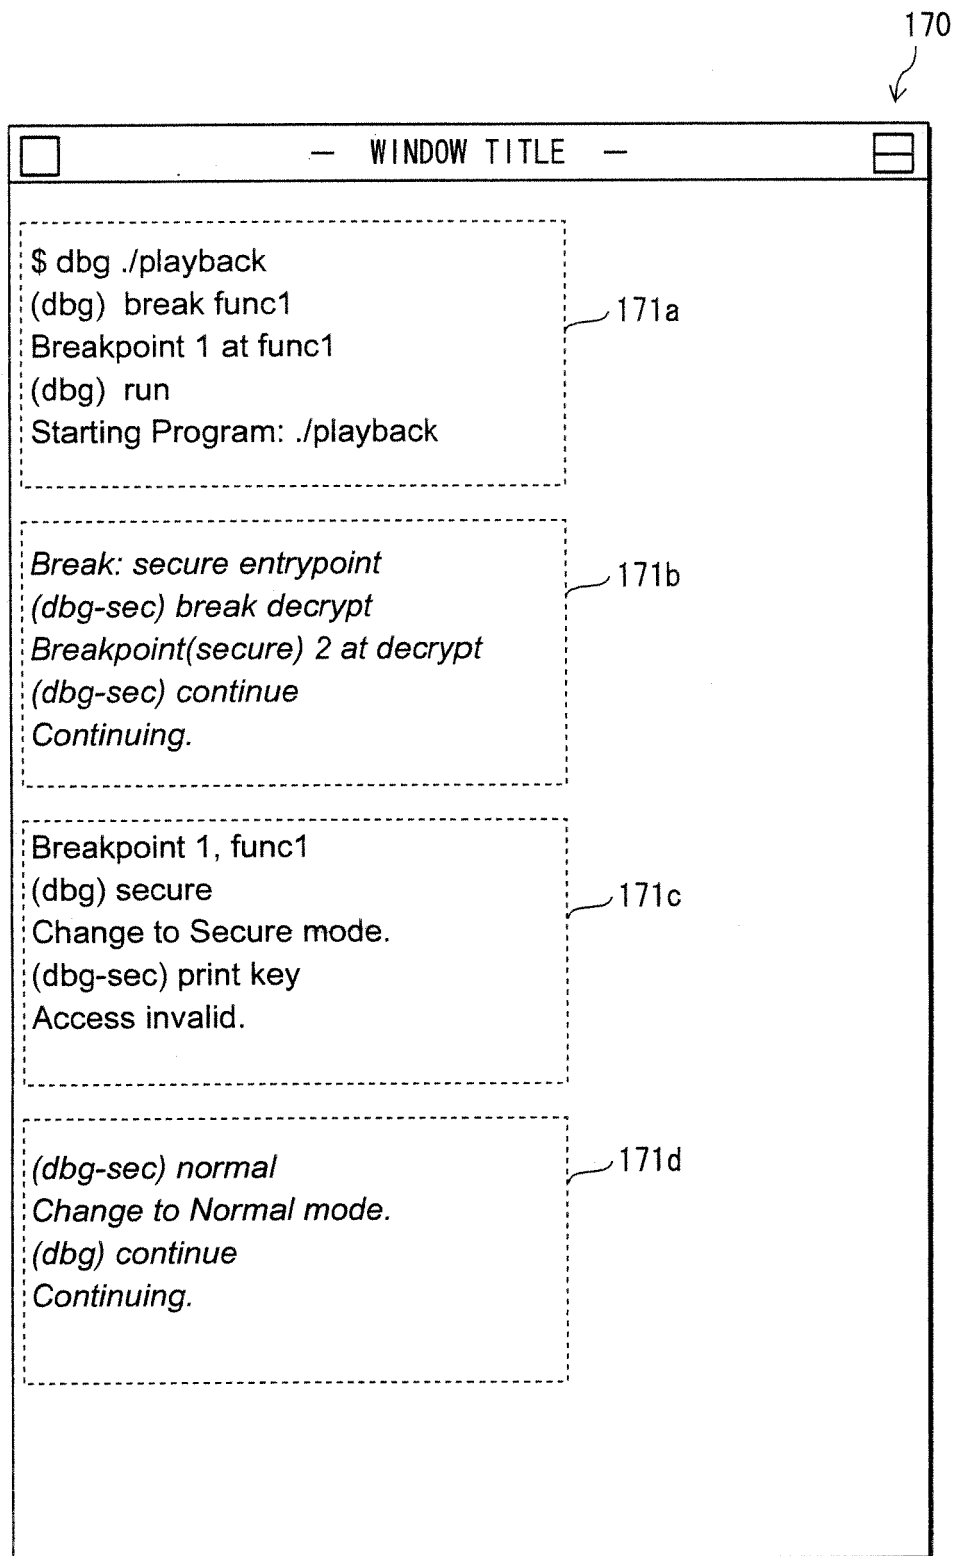 170
— WINDOW TITLE —
$ dbg ./playback
(dbg) break func1
Breakpoint 1 at func1
(dbg) run
Starting Program: ./playback
171a
Break: secure entrypoint
(dbg-sec) break decrypt
Breakpoint(secure) 2 at decrypt
(dbg-sec) continue
Continuing.
171b
Breakpoint 1, func1
(dbg) secure
Change to Secure mode.
(dbg-sec) print key
Access invalid.
171c
(dbg-sec) normal
Change to Normal mode.
(dbg) continue
Continuing.
171d